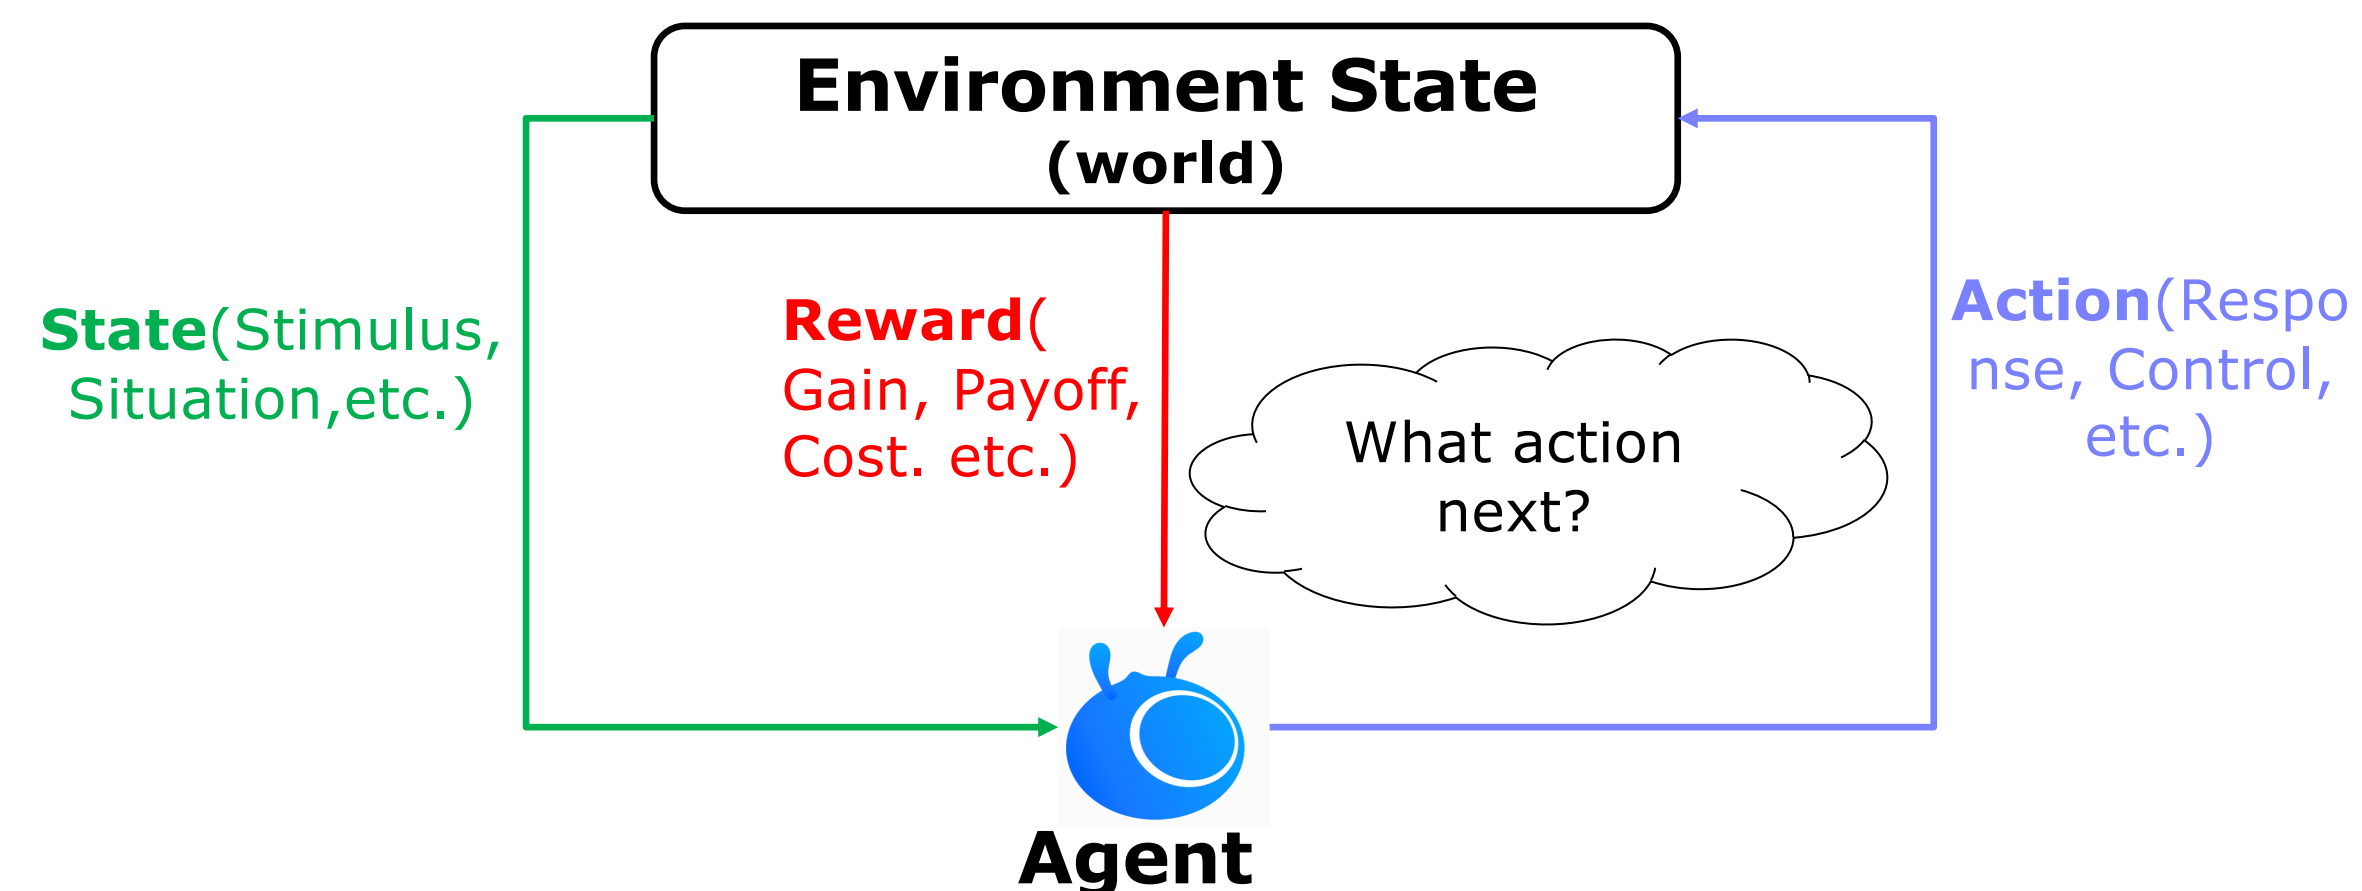 Environment State
(world)
State(Stimulus,
Situation,etc.)
Reward(
Gain, Payoff,
Cost. etc.)
What action
next?
Action(Respo
nse, Control,
etc.)
Agent